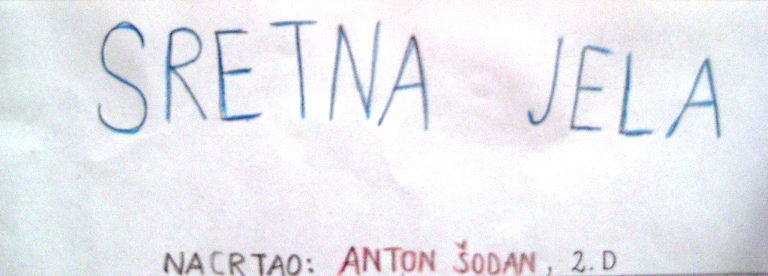 SRETNA JELA
NACRTAO: ANTON ŠODAN, 2.D